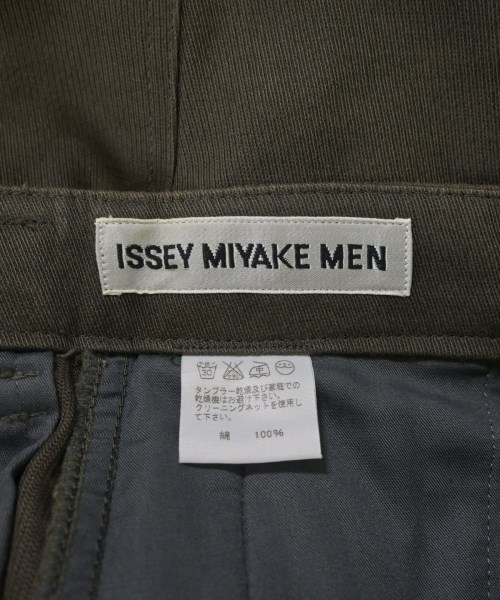 ISSEY MIYAKE MEN
30 中
タンブラー乾燥及び家庭での
乾燥機はお避け下さい。
クリーニングネットを使用し
て下さい。
綿 100%